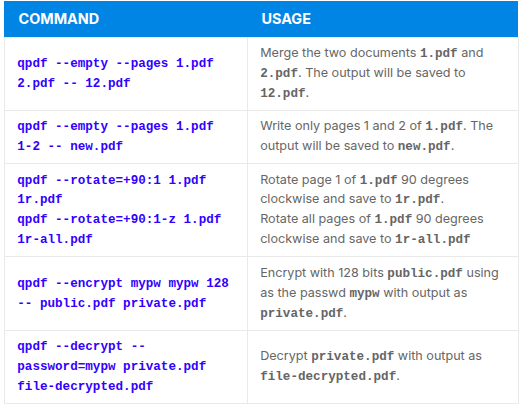 COMMAND USAGE
qpdf --empty --pages 1.pdf
2.pdf -- 12.pdf
Merge the two documents 1.pdf and
2.pdf. The output will be saved to
12.pdf.
qpdf --empty --pages 1.pdf
1-2 -- new.pdf
Write only pages 1 and 2 of 1.pdf. The
output will be saved to new.pdf.
qpdf --rotate=+90:1 1.pdf
1r.pdf
qpdf --rotate=+90:1-z 1.pdf
1r-all.pdf
Rotate page 1 of 1.pdf 90 degrees
clockwise and save to 1r.pdf.
Rotate all pages of 1.pdf 90 degrees
clockwise and save to 1r-all.pdf
qpdf --encrypt mypw mypw 128
-- public.pdf private.pdf
Encrypt with 128 bits public.pdf using
as the passwd mypw with output as
private.pdf.
qpdf --decrypt --
password=mypw private.pdf
file-decrypted.pdf
Decrypt private.pdf with output as
file-decrypted.pdf.